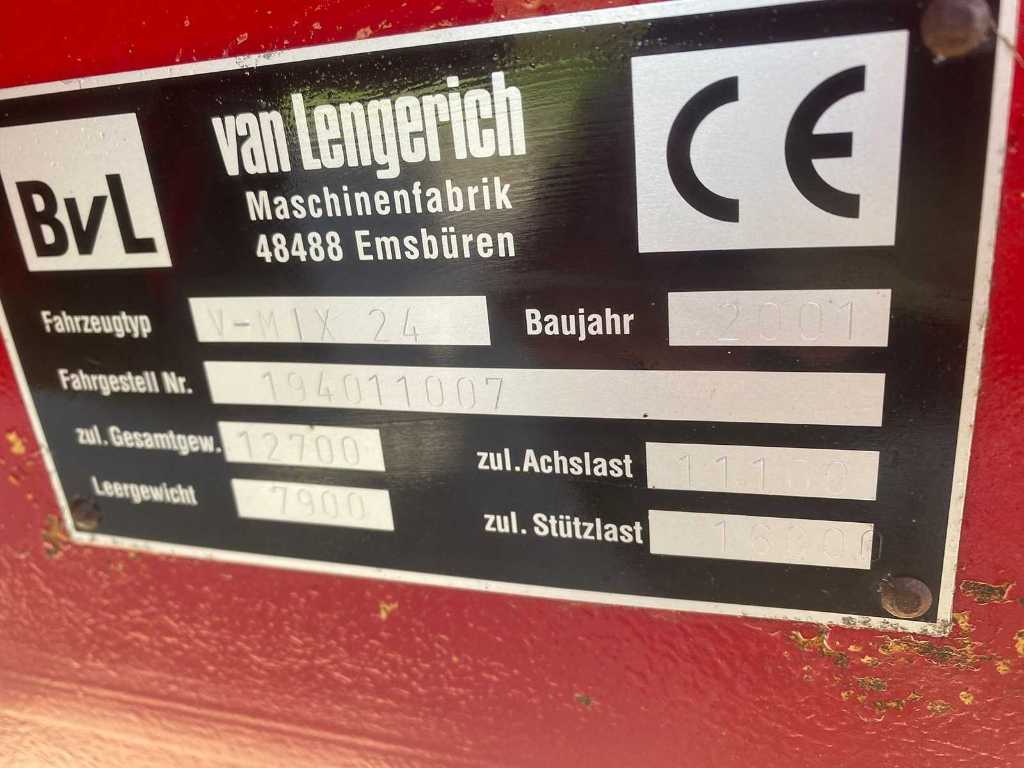 BvL
van Lengerich
Maschinenfabrik
48488 Emsbüren
CE
Fahrzeugtyp V-MIX 24 Baujahr 2001
Fahrgestell Nr. 194011007
zul. Gesamtgew. 12700
zul. Achslast
Leergewicht 7900
zul. Stützlast